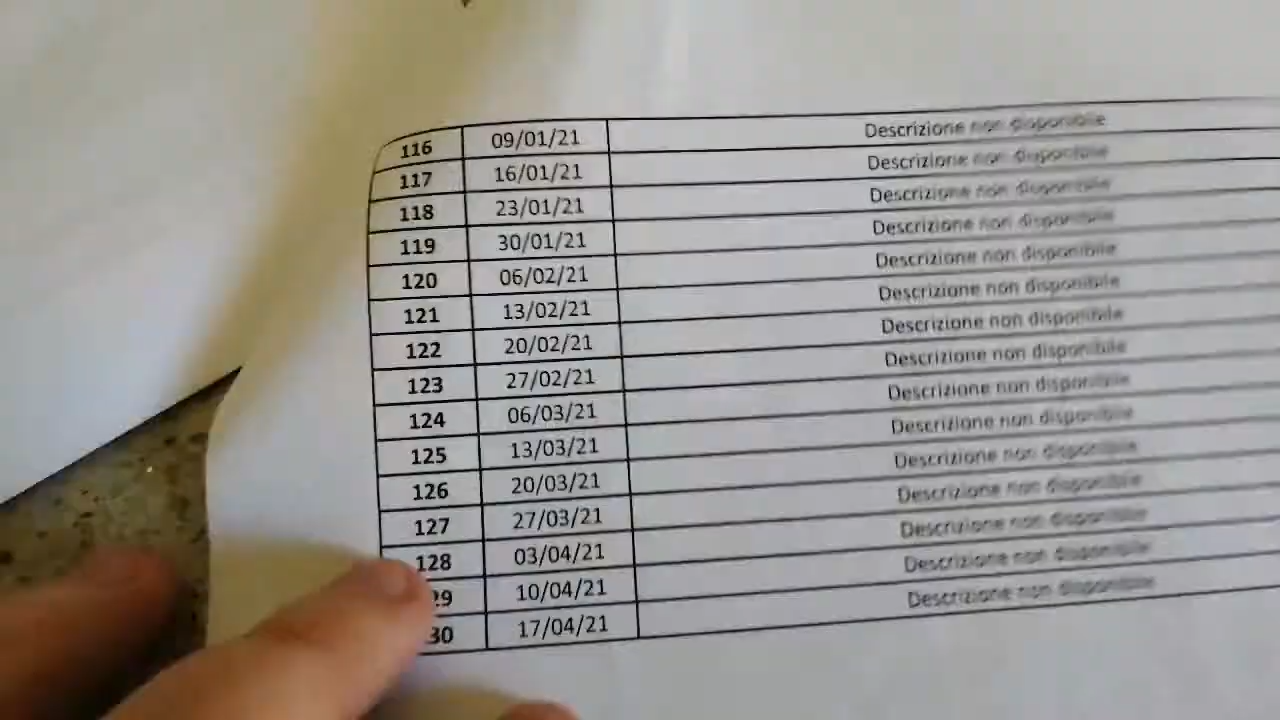 116 09/01/21 Descrizione non disponibile
117 16/01/21 Descrizione non disponibile
118 23/01/21 Descrizione non disponibile
119 30/01/21 Descrizione non disponibile
120 06/02/21 Descrizione non disponibile
121 13/02/21 Descrizione non disponibile
122 20/02/21 Descrizione non disponibile
123 27/02/21 Descrizione non disponibile
124 06/03/21 Descrizione non disponibile
125 13/03/21 Descrizione non disponibile
126 20/03/21 Descrizione non disponibile
127 27/03/21 Descrizione non disponibile
128 03/04/21 Descrizione non disponibile
29 10/04/21 Descrizione non disponibile
30 17/04/21 Descrizione non disponibile